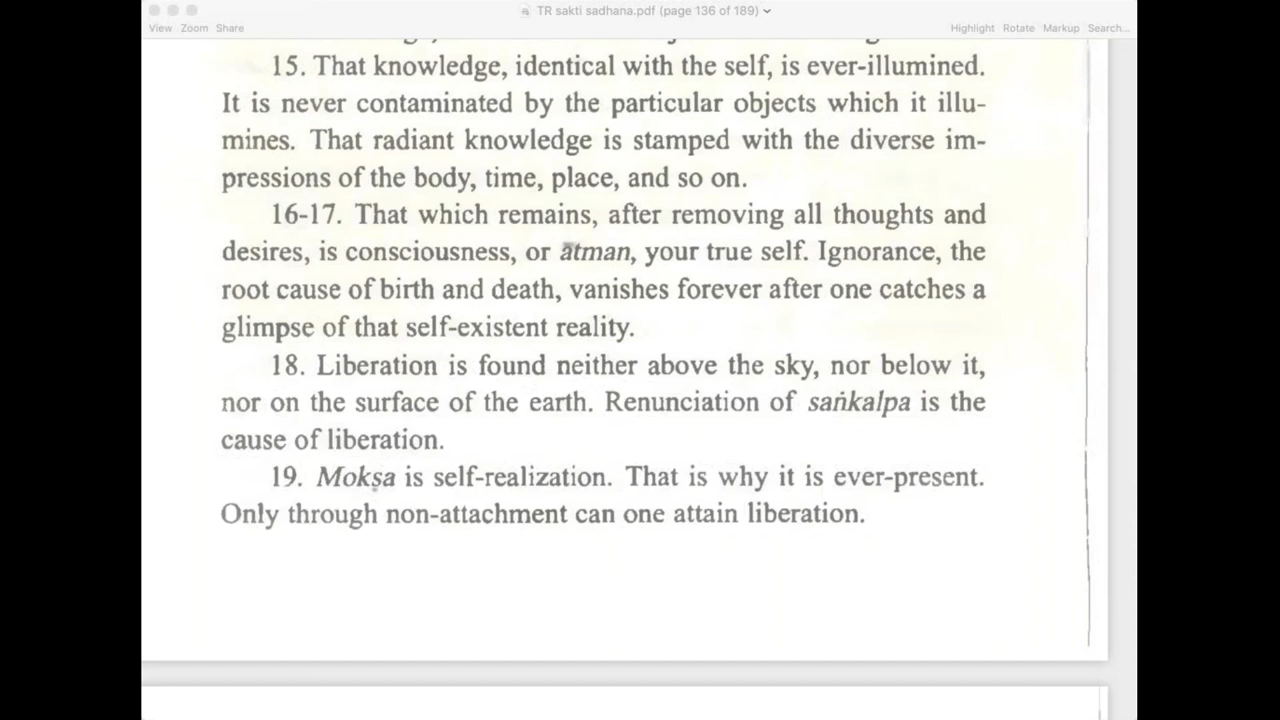 TR sakti sadhana.pdf (page 136 of 189)
View Zoom Share Highlight Rotate Markup Search...
15. That knowledge, identical with the self, is ever-illumined.
It is never contaminated by the particular objects which it illu-
mines. That radiant knowledge is stamped with the diverse im-
pressions of the body, time, place, and so on.
16-17. That which remains, after removing all thoughts and
desires, is consciousness, or ātman, your true self. Ignorance, the
root cause of birth and death, vanishes forever after one catches a
glimpse of that self-existent reality.
18. Liberation is found neither above the sky, nor below it,
nor on the surface of the earth. Renunciation of saṅkalpa is the
cause of liberation.
19. Mokṣa is self-realization. That is why it is ever-present.
Only through non-attachment can one attain liberation.